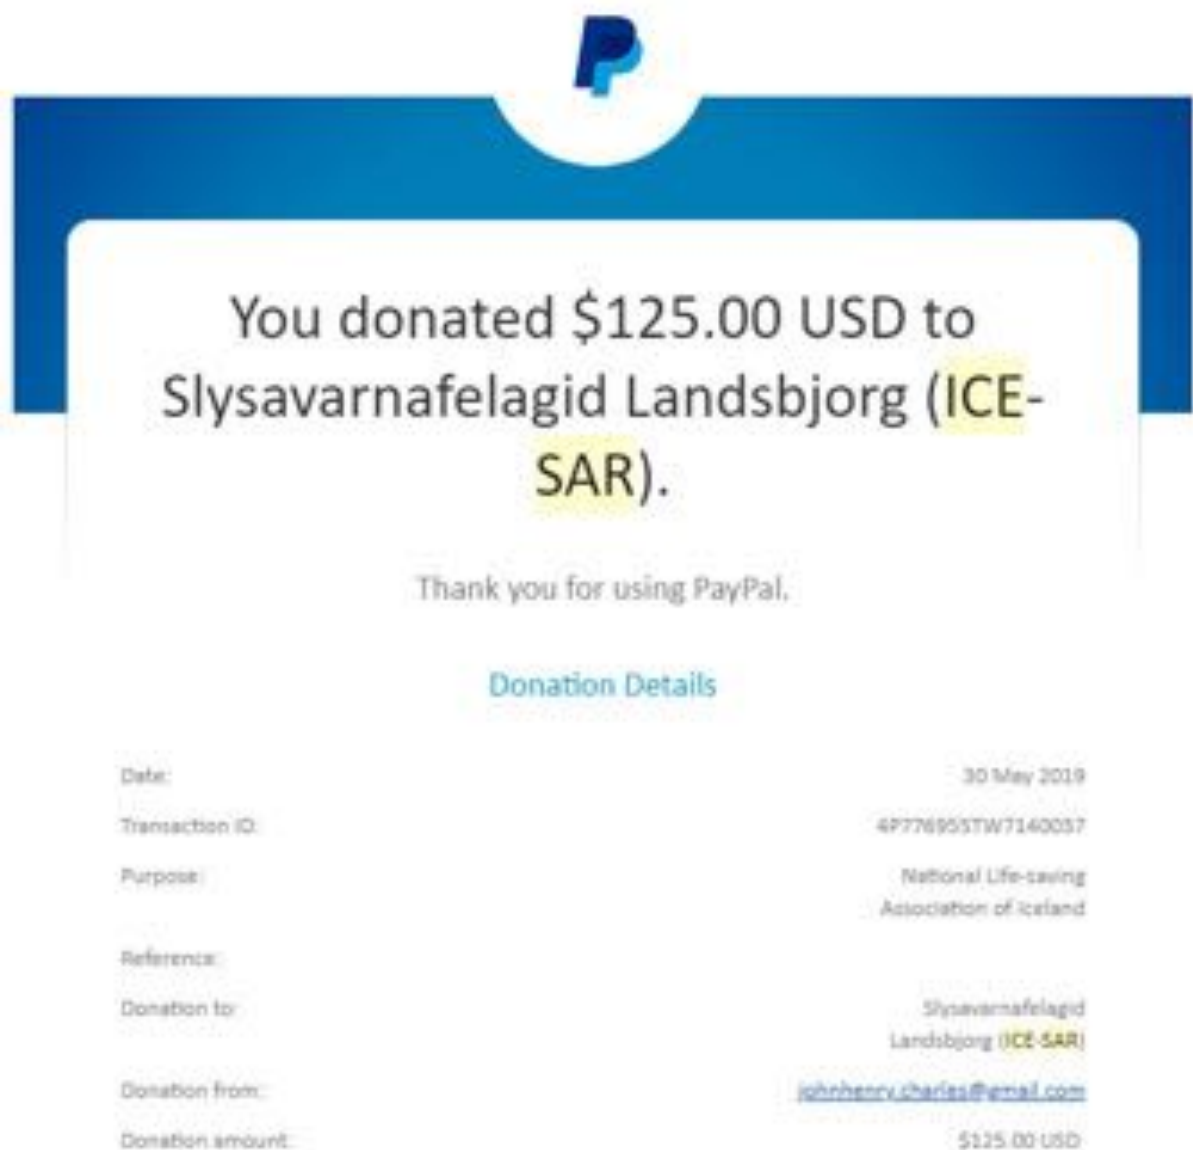 You donated $125.00 USD to
Slysavarnafelagid Landsbjorg (ICE-
SAR).
Thank you for using PayPal.
Donation Details
Date: 30 May 2019
Transaction ID:
Purpose: National Life-saving
Association of Iceland
Reference:
Donation to: Slysavarnafelagid
Landsbjorg (ICE-SAR)
Donation from: johnhenry.charles@gmail.com
Donation amount: $125.00 USD